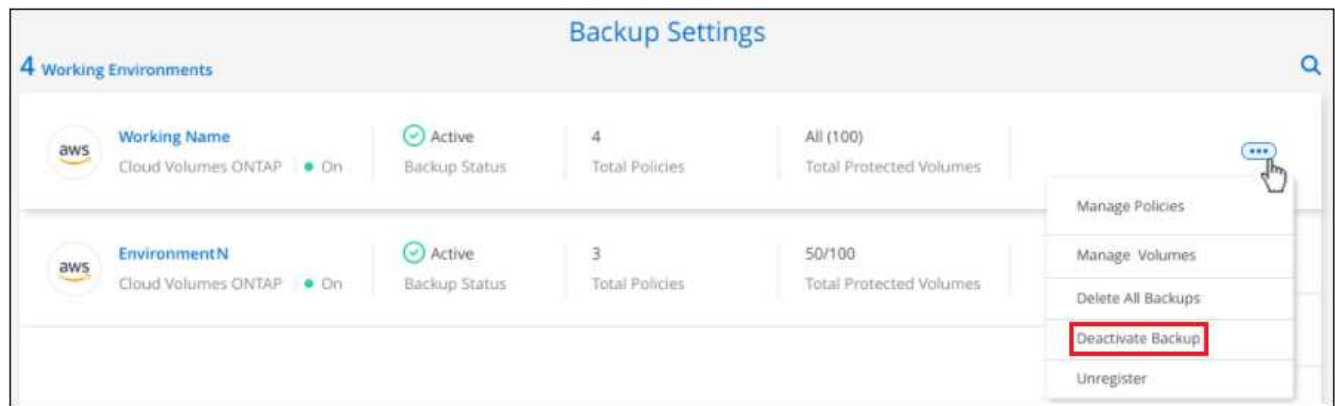 Backup Settings
4 Working Environments
aws
Working Name
Cloud Volumes ONTAP
On
Active
Backup Status
4
Total Policies
All (100)
Total Protected Volumes
Manage Policies
Manage Volumes
Delete All Backups
Deactivate Backup
Unregister
aws
EnvironmentN
Cloud Volumes ONTAP
On
Active
Backup Status
3
Total Policies
50/100
Total Protected Volumes